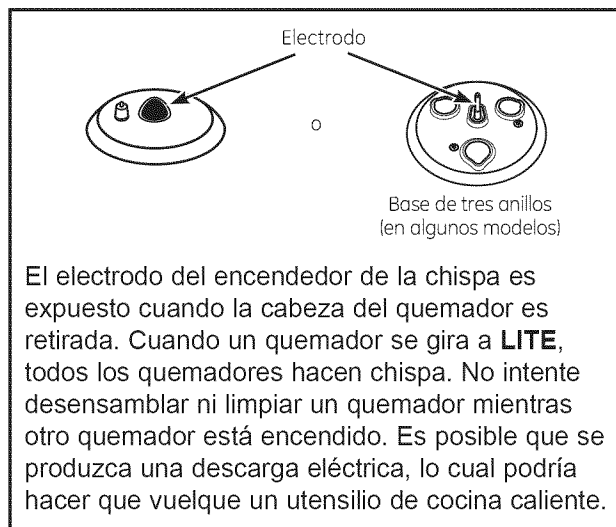 Electrodo
o
Base de tres anillos
(en algunos modelos)
El electrodo del encendedor de la chispa es
expuesto cuando la cabeza del quemador es
retirada. Cuando un quemador se gira a LITE,
todos los quemadores hacen chispa. No intente
desensamblar ni limpiar un quemador mientras
otro quemador está encendido. Es posible que se
produzca una descarga eléctrica, lo cual podría
hacer que vuelque un utensilio de cocina caliente.